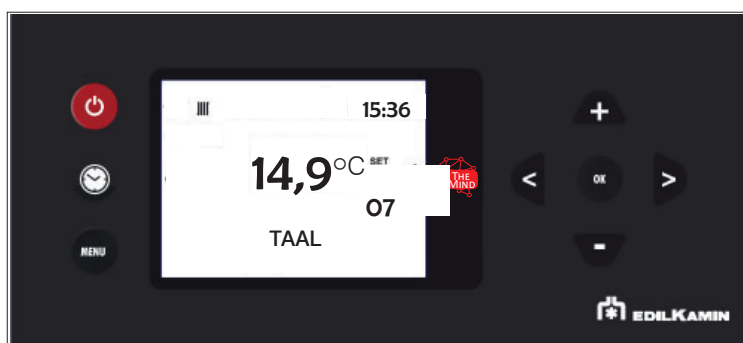 15:36
14,9°C
SET
THE
MIND
07
TAAL
MENU
OK
EDILKAMIN